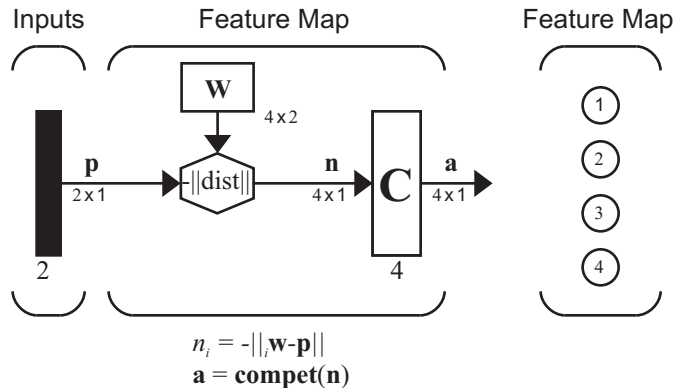 Inputs
Feature Map
Feature Map
W
4 x 2
p
2 x 1
-||dist||
n
4 x 1
C
a
4 x 1
2
4
1
2
3
4
n_i = -||_iw-p||
a = compet(n)